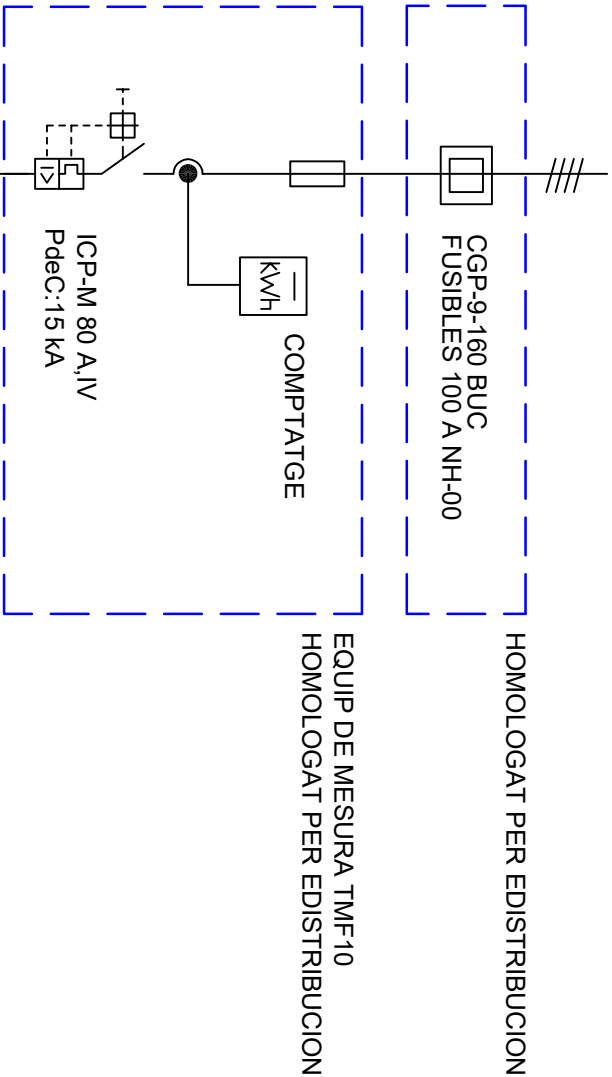 HOMOLOGAT PER EDISTRIBUCION
CGP-9-160 BUC
FUSIBLES 100 A NH-00
EQUIP DE MESURA TMF10
HOMOLOGAT PER EDISTRIBUCION
COMPTATGE
kWh
ICP-M 80 A,IV
PdeC:15 kA
I>